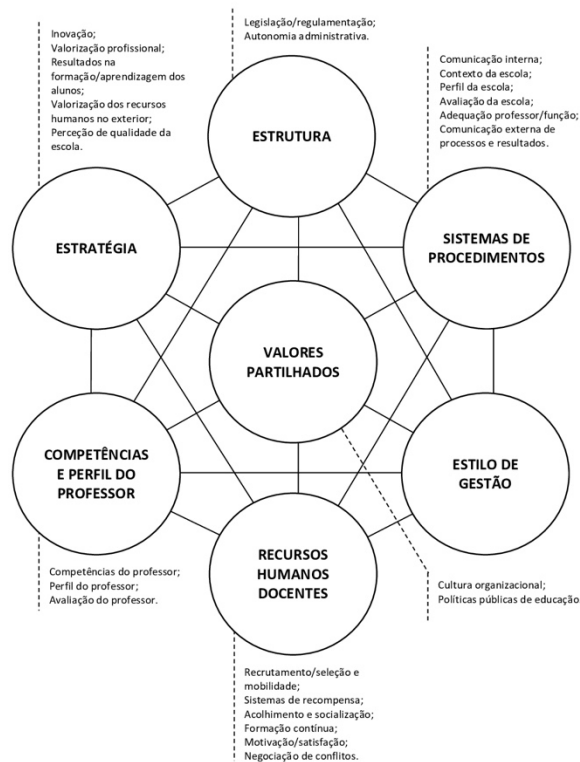 Legislação/regulamentação;
Autonomia administrativa.
Inovação;
Valorização profissional;
Resultados na
formação/aprendizagem dos
alunos;
Valorização dos recursos
humanos no exterior;
Perceção de qualidade da
escola.
Comunicação interna;
Contexto da escola;
Perfil da escola;
Avaliação da escola;
Adequação professor/função;
Comunicação externa de
processos e resultados.
ESTRUTURA
ESTRATÉGIA
SISTEMAS DE
PROCEDIMENTOS
VALORES
PARTILHADOS
COMPETÊNCIAS
E PERFIL DO
PROFESSOR
ESTILO DE
GESTÃO
RECURSOS
HUMANOS
DOCENTES
Competências do professor;
Perfil do professor;
Avaliação do professor.
Cultura organizacional;
Políticas públicas de educação
Recrutamento/seleção e
mobilidade;
Sistemas de recompensa;
Acolhimento e socialização;
Formação contínua;
Motivação/satisfação;
Negociação de conflitos.